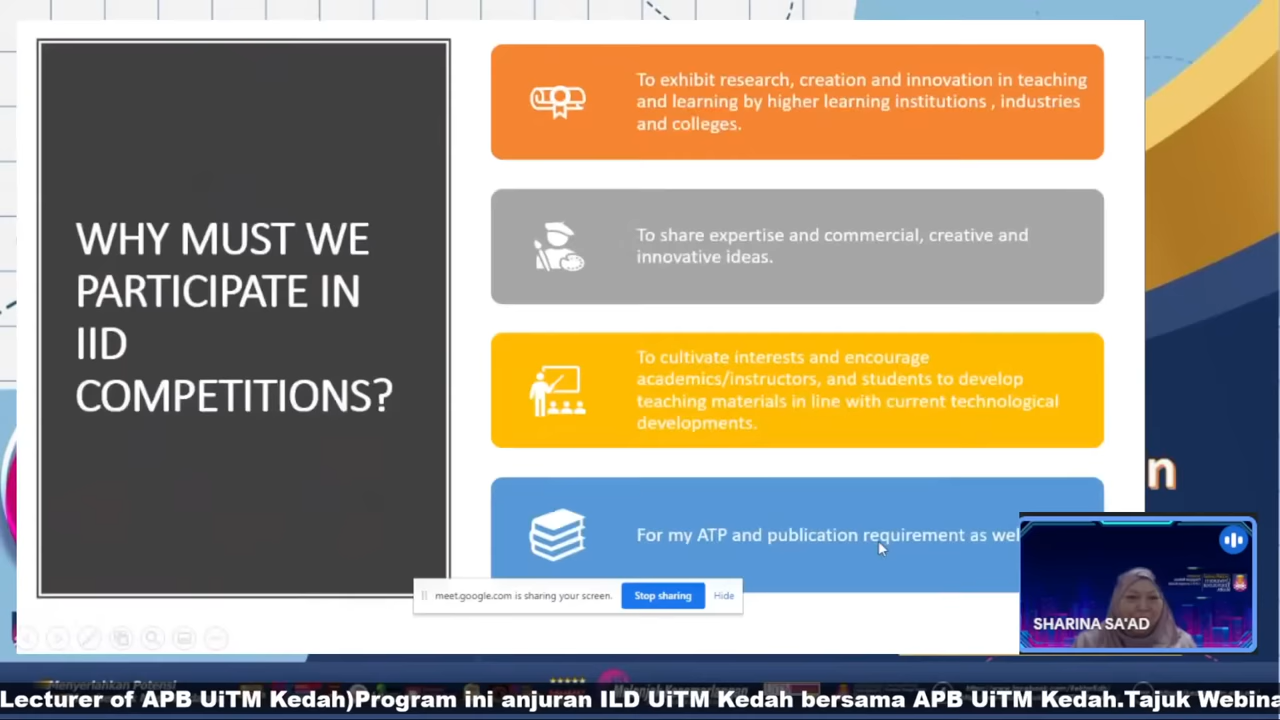 WHY MUST WE
PARTICIPATE IN
IID
COMPETITIONS?
To exhibit research, creation and innovation in teaching
and learning by higher learning institutions , industries
and colleges.
To share expertise and commercial, creative and
innovative ideas.
To cultivate interests and encourage
academics/instructors, and students to develop
teaching materials in line with current technological
developments.
For my ATP and publication requirement as wel
n
meet.google.com is sharing your screen.
Stop sharing
Hide
SHARINA SA'AD
Menyerlahkan Potensi
Lecturer of APB UiTM Kedah)Program ini anjuran ILD UITM Kedah bersama APB UiTM Kedah.Tajuk Webina